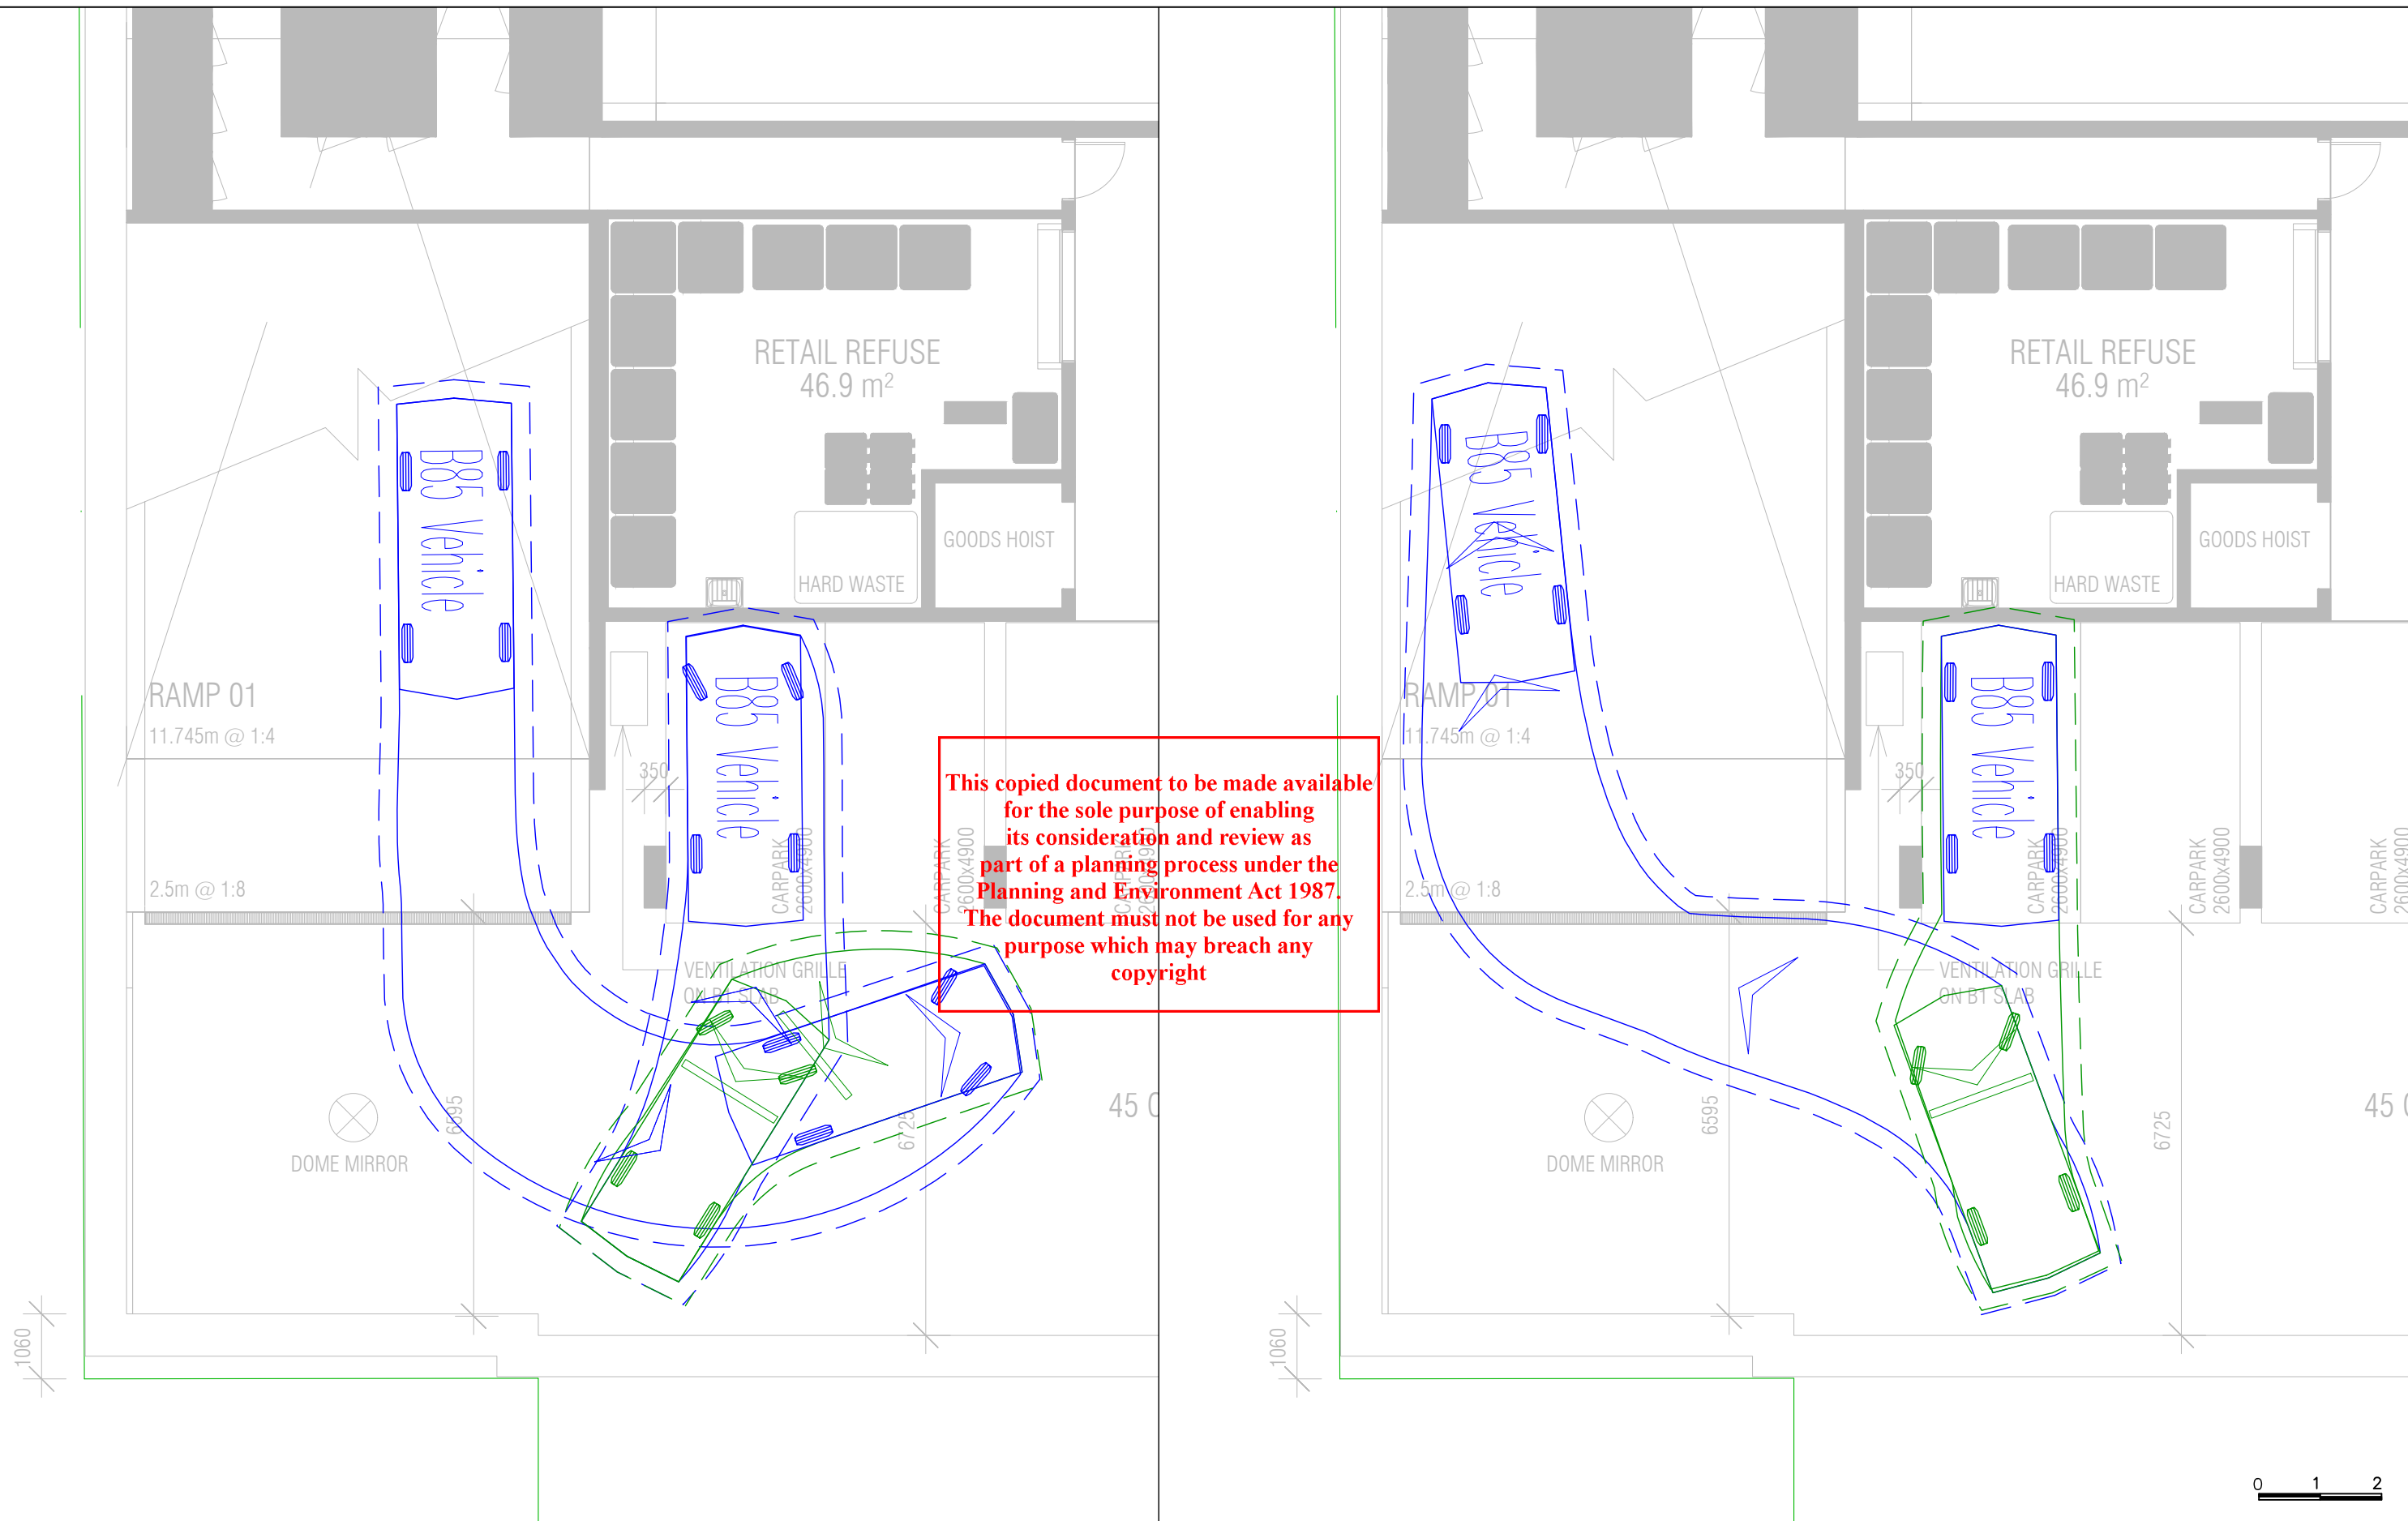 RETAIL REFUSE
46.9 m²
GOODS HOIST
HARD WASTE
B85 Vehicle
B85 Vehicle
RAMP 01
11.745m @ 1:4
350
2.5m @ 1:8
CARPARK
2600x4900
CARPARK
2600x4900
CARPARK
2600x4900
VENTILATION GRILLE
ON B1 SLAB
6595
6725
DOME MIRROR
45 
1060
This copied document to be made available
for the sole purpose of enabling
its consideration and review as
part of a planning process under the
Planning and Environment Act 1987.
The document must not be used for any
purpose which may breach any
copyright
RETAIL REFUSE
46.9 m²
GOODS HOIST
HARD WASTE
B85 Vehicle
B85 Vehicle
RAMP 01
11.745m @ 1:4
350
2.5m @ 1:8
CARPARK
2600x4900
CARPARK
2600x4900
CARPARK
2600x4900
VENTILATION GRILLE
ON B1 SLAB
6595
6725
DOME MIRROR
45
1060
0 1 2